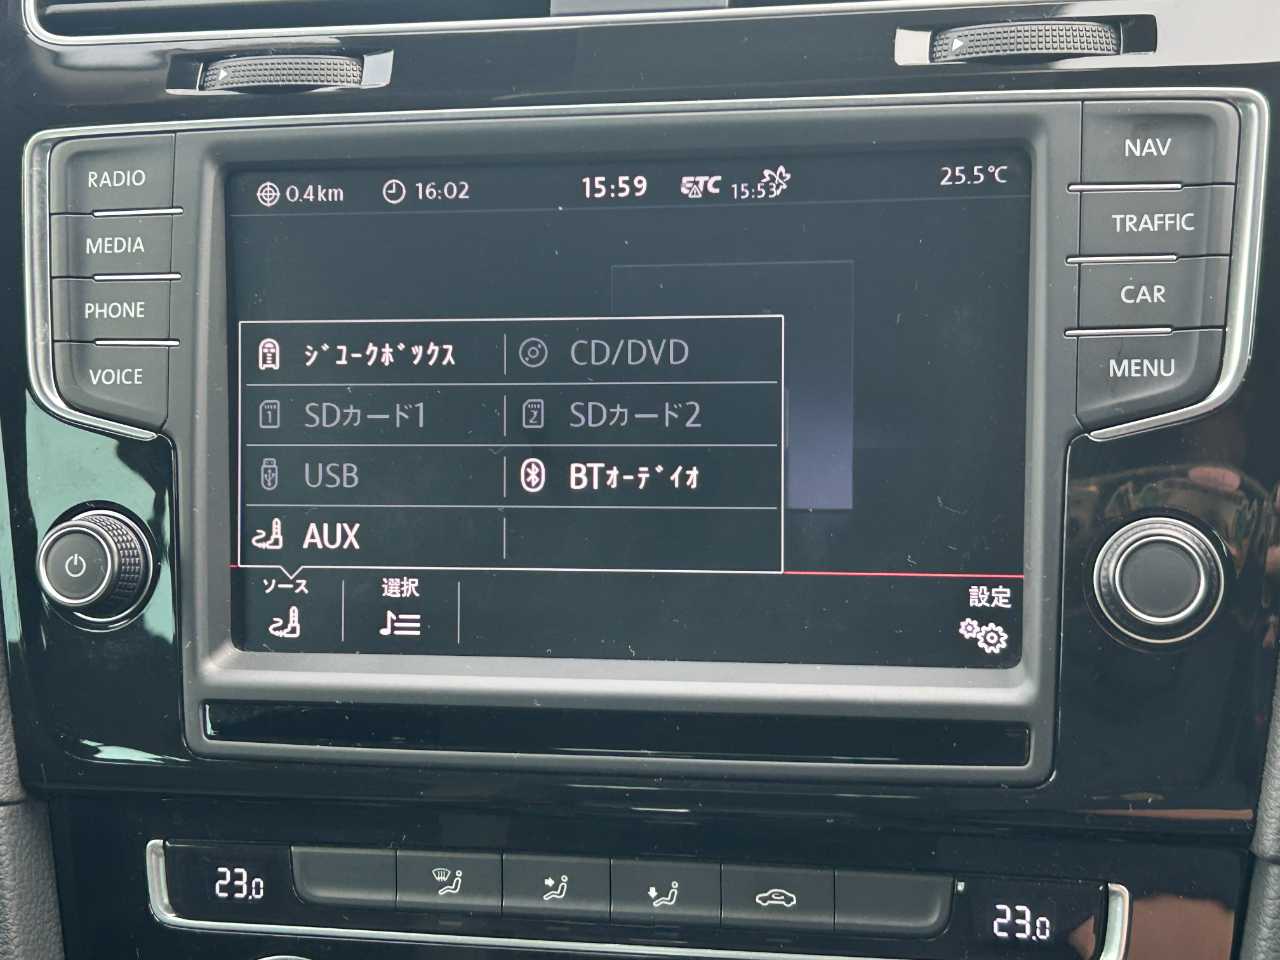 RADIO
MEDIA
PHONE
VOICE
0.4km 16:02 15:59 ETC 15:53 25.5°C
ジュークボックス CD/DVD
1 SDカード1 2 SDカード2
USB BTオーディオ
AUX
ソース 選択 設定
NAV
TRAFFIC
CAR
MENU
23.0 23.0